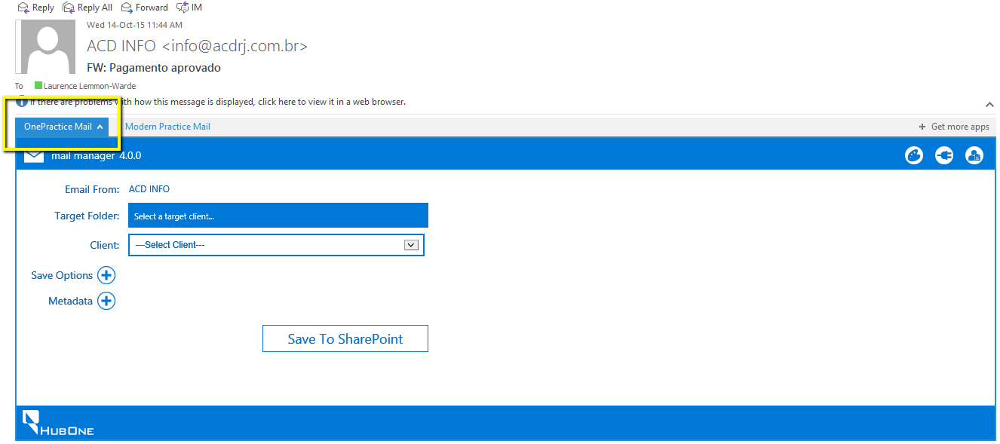 Reply Reply All Forward IM
Wed 14-Oct-15 11:44 AM
ACD INFO <info@acdrj.com.br>
FW: Pagamento aprovado
To Laurence Lemmon-Warde
If there are problems with how this message is displayed, click here to view it in a web browser.
OnePractice Mail Modern Practice Mail + Get more apps
mail manager 4.0.0
Email From: ACD INFO
Target Folder: Select a target client...
Client: ---Select Client---
Save Options
Metadata
Save To SharePoint
HUBONE